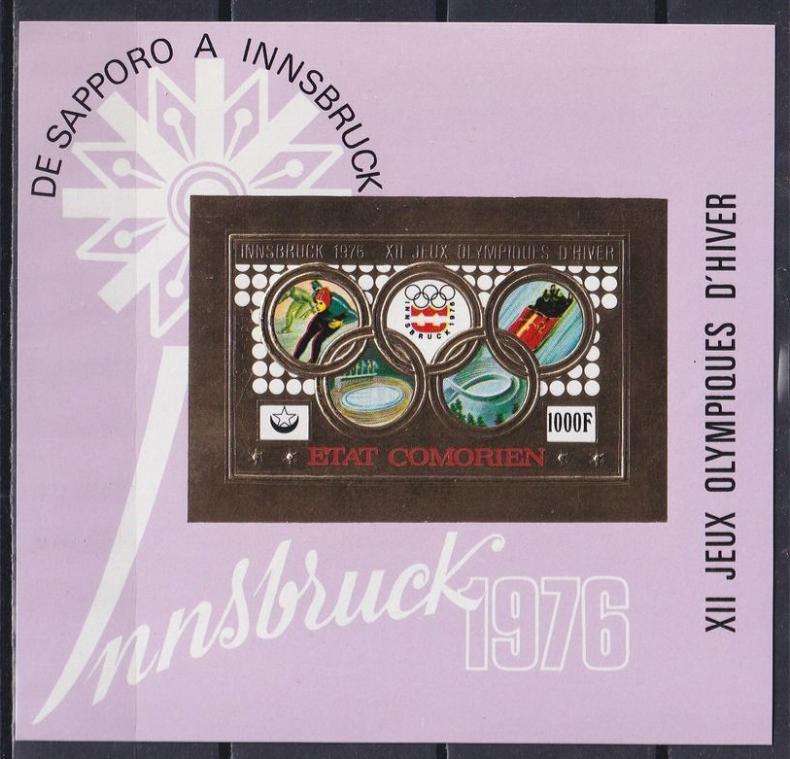 DE SAPPORO A INNSBRUCK
INNSBRUCK 1976 XII JEUX OLYMPIQUES D'HIVER
INNSBRUCK 1976
1000F
ETAT COMORIEN
XII JEUX OLYMPIQUES D'HIVER
Innsbruck 1976